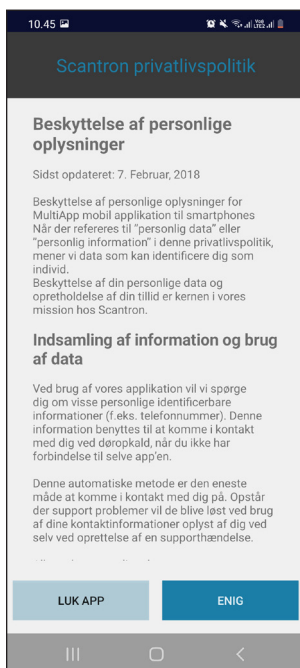 10.45
Scantron privatlivspolitik
Beskyttelse af personlige
oplysninger
Sidst opdateret: 7. Februar, 2018
Beskyttelse af personlige oplysninger for
MultiApp mobil applikation til smartphones
Når der refereres til "personlig data" eller
"personlig information" i denne privatlivspolitik,
mener vi data som kan identificere dig som
individ.
Beskyttelse af din personlige data og
opretholdelse af din tillid er kernen i vores
mission hos Scantron.
Indsamling af information og brug
af data
Ved brug af vores applikation vil vi spørge
dig om visse personlige identificerbare
informationer (f.eks. telefonnummer). Denne
information benyttes til at komme i kontakt
med dig ved døropkald, når du ikke har
forbindelse til selve app'en.
Denne automatiske metode er den eneste
måde at komme i kontakt med dig på. Opstår
der support problemer vil de blive løst ved brug
af dine kontaktinformationer oplyst af dig ved
selv ved oprettelse af en supporthændelse.
LUK APP
ENIG